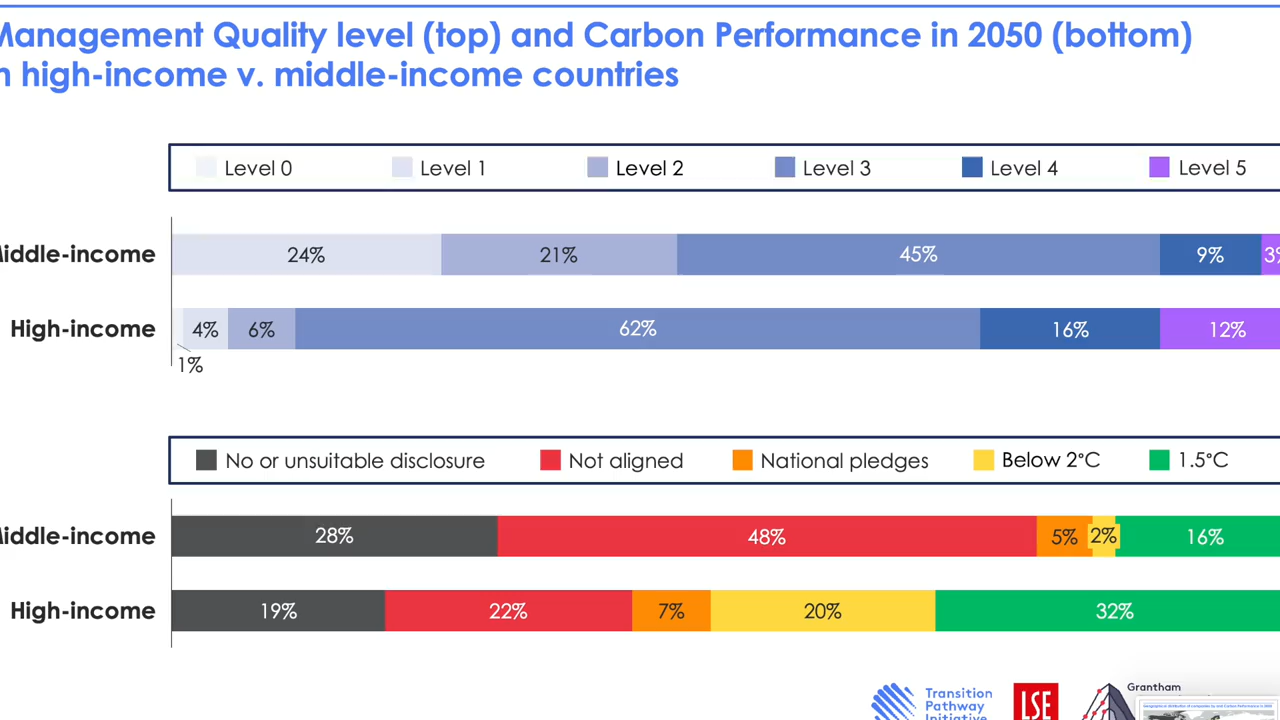 Management Quality level (top) and Carbon Performance in 2050 (bottom)
n high-income v. middle-income countries
Level 0 Level 1 Level 2 Level 3 Level 4 Level 5
Middle-income 24% 21% 45% 9% 3%
High-income 4% 6% 62% 16% 12%
1%
No or unsuitable disclosure Not aligned National pledges Below 2°C 1.5°C
Middle-income 28% 48% 5% 2% 16%
High-income 19% 22% 7% 20% 32%
Transition
Pathway
Initiative
LSE
Grantham